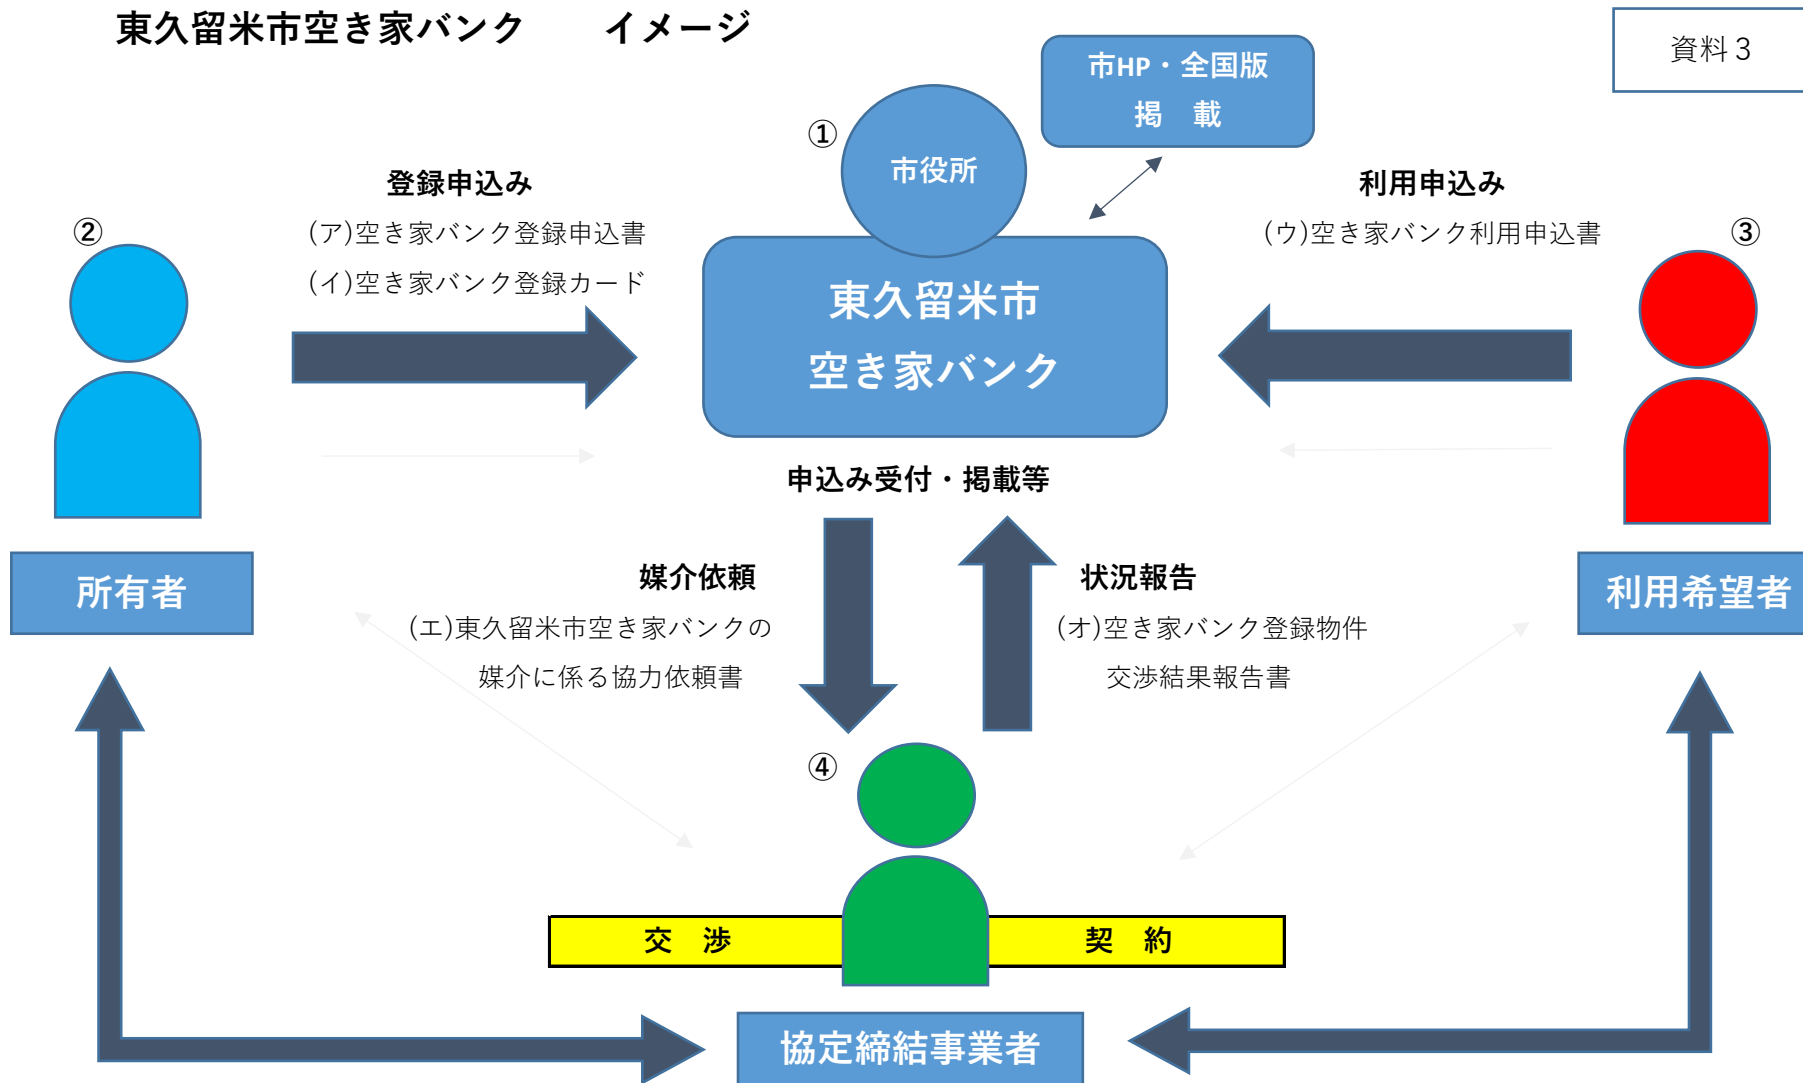 東久留米市空き家バンク　　イメージ
資料３
市HP・全国版
掲　載
①
市役所
登録申込み
(ア)空き家バンク登録申込書
(イ)空き家バンク登録カード
利用申込み
(ウ)空き家バンク利用申込書
②
③
東久留米市
空き家バンク
申込み受付・掲載等
所有者
利用希望者
媒介依頼
(エ)東久留米市空き家バンクの
媒介に係る協力依頼書
状況報告
(オ)空き家バンク登録物件
交渉結果報告書
④
交　渉
契　約
協定締結事業者